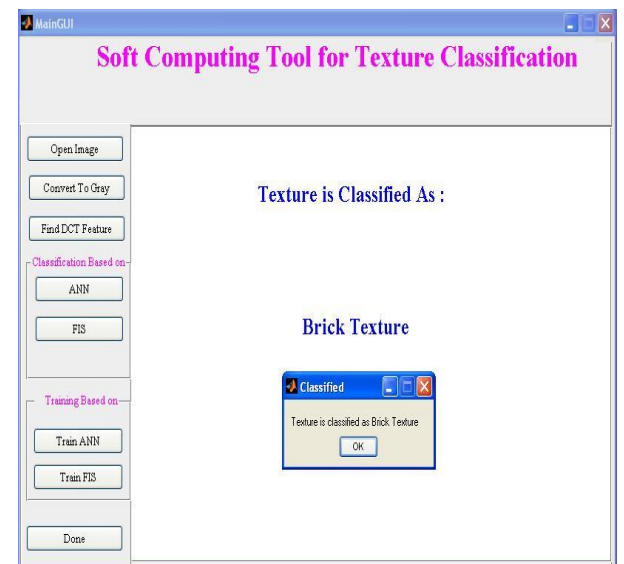 MainGUI
Soft Computing Tool for Texture Classification
Open Image
Convert To Gray
Find DCT Feature
Classification Based on
ANN
FIS
Training Based on
Train ANN
Train FIS
Done
Texture is Classified As :
Brick Texture
Classified
Texture is classified as Brick Texture
OK